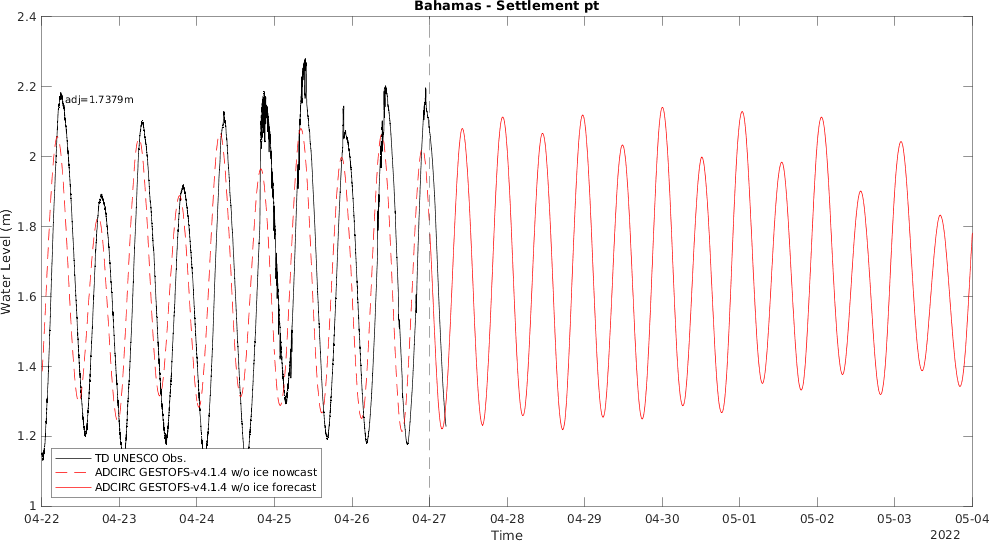 Bahamas - Settlement pt
2.4
2.2
2
1.8
1.6
1.4
1.2
1
Water Level (m)
adj=1.7379m
TD UNESCO Obs.
ADCIRC GESTOFS-v4.1.4 w/o ice nowcast
ADCIRC GESTOFS-v4.1.4 w/o ice forecast
04-22 04-23 04-24 04-25 04-26 04-27 04-28 04-29 04-30 05-01 05-02 05-03 05-04
Time
2022